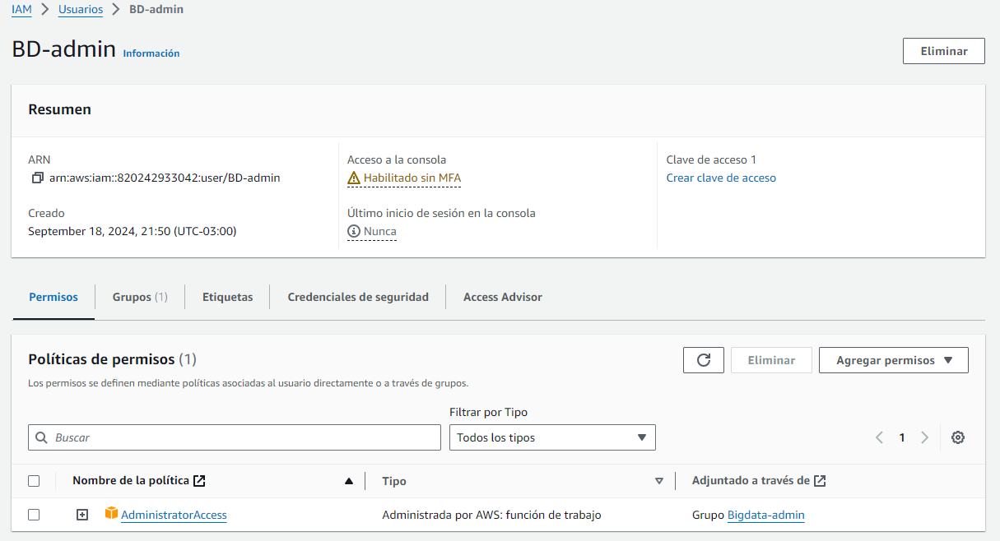 IAM > Usuarios > BD-admin
BD-admin Información
Eliminar
Resumen
ARN
arn:aws:iam::820242933042:user/BD-admin
Acceso a la consola
Habilitado sin MFA
Clave de acceso 1
Crear clave de acceso
Creado
September 18, 2024, 21:50 (UTC-03:00)
Último inicio de sesión en la consola
Nunca
Permisos Grupos (1) Etiquetas Credenciales de seguridad Access Advisor
Políticas de permisos (1)
Eliminar Agregar permisos
Los permisos se definen mediante políticas asociadas al usuario directamente o a través de grupos.
Filtrar por Tipo
Buscar Todos los tipos 1
Nombre de la política Tipo Adjuntado a través de
AdministratorAccess Administrada por AWS: función de trabajo Grupo Bigdata-admin